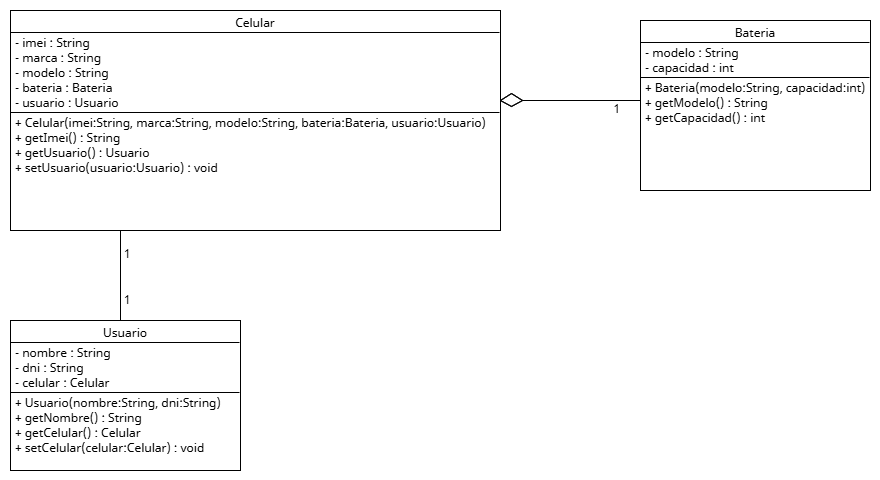 Celular
- imei : String
- marca : String
- modelo : String
- bateria : Bateria
- usuario : Usuario
+ Celular(imei:String, marca:String, modelo:String, bateria:Bateria, usuario:Usuario)
+ getImei() : String
+ getUsuario() : Usuario
+ setUsuario(usuario:Usuario) : void
Bateria
- modelo : String
- capacidad : int
+ Bateria(modelo:String, capacidad:int)
+ getModelo() : String
+ getCapacidad() : int
1
1
1
Usuario
- nombre : String
- dni : String
- celular : Celular
+ Usuario(nombre:String, dni:String)
+ getNombre() : String
+ getCelular() : Celular
+ setCelular(celular:Celular) : void